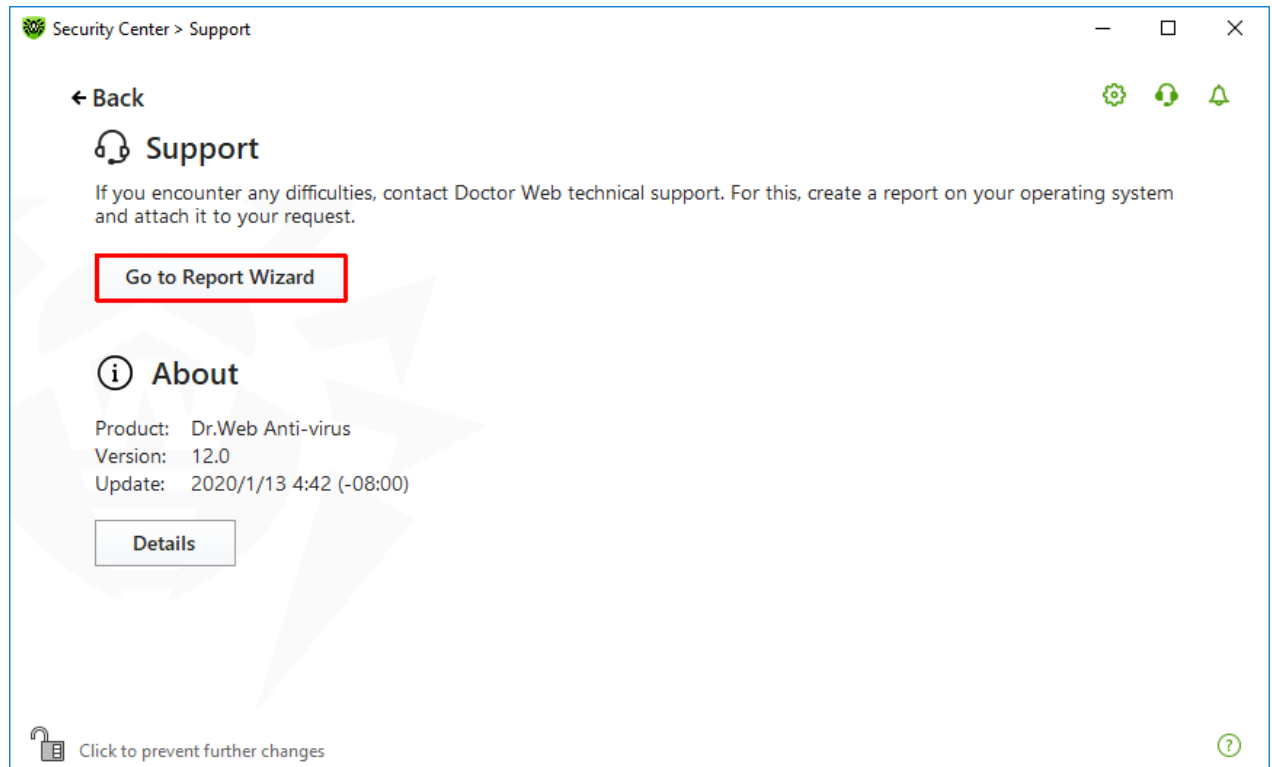 Security Center > Support
Back
Support
If you encounter any difficulties, contact Doctor Web technical support. For this, create a report on your operating system
and attach it to your request.
Go to Report Wizard
About
Product: Dr.Web Anti-virus
Version: 12.0
Update: 2020/1/13 4:42 (-08:00)
Details
Click to prevent further changes